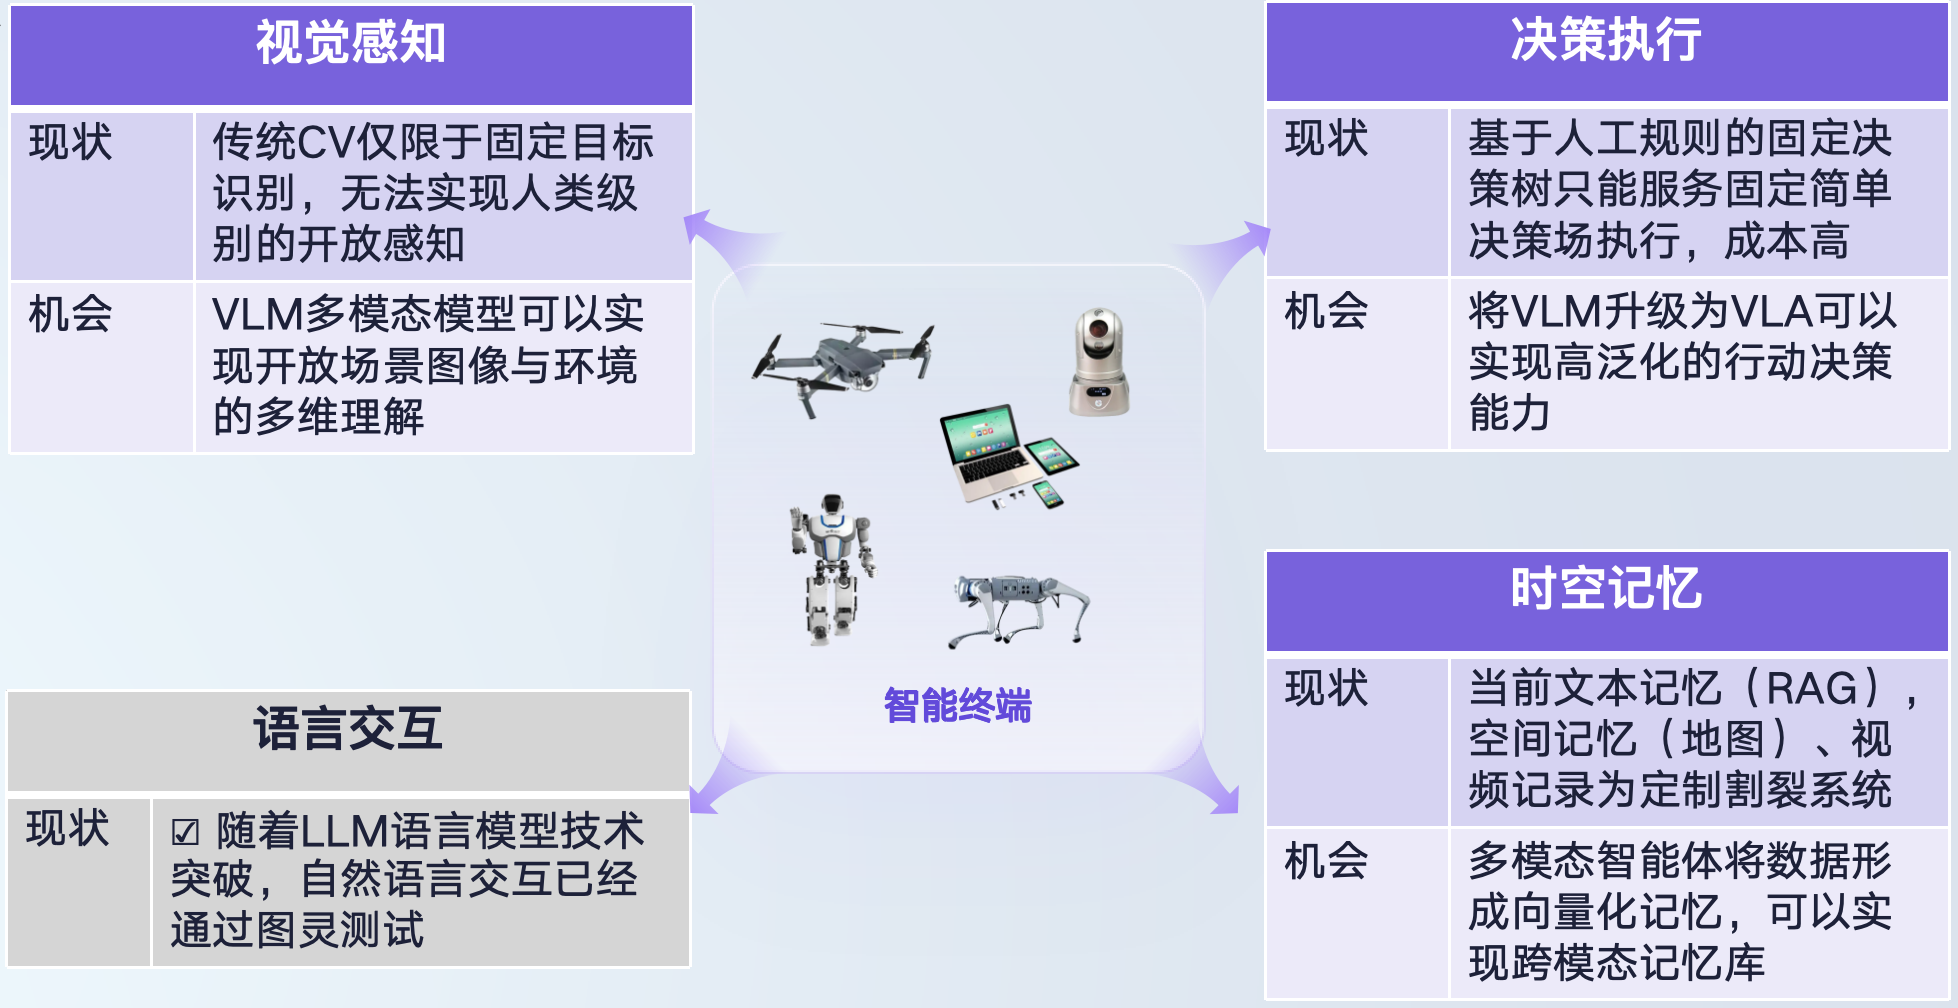 视觉感知
现状
传统CV仅限于固定目标
识别，无法实现人类级
别的开放感知
机会
VLM多模态模型可以实
现开放场景图像与环境
的多维理解
决策执行
现状
基于人工规则的固定决
策树只能服务固定简单
决策场执行，成本高
机会
将VLM升级为VLA可以
实现高泛化的行动决策
能力
智能终端
语言交互
现状
☑ 随着LLM语言模型技术
突破，自然语言交互已经
通过图灵测试
时空记忆
现状
当前文本记忆（RAG），
空间记忆（地图）、视
频记录为定制割裂系统
机会
多模态智能体将数据形
成向量化记忆，可以实
现跨模态记忆库